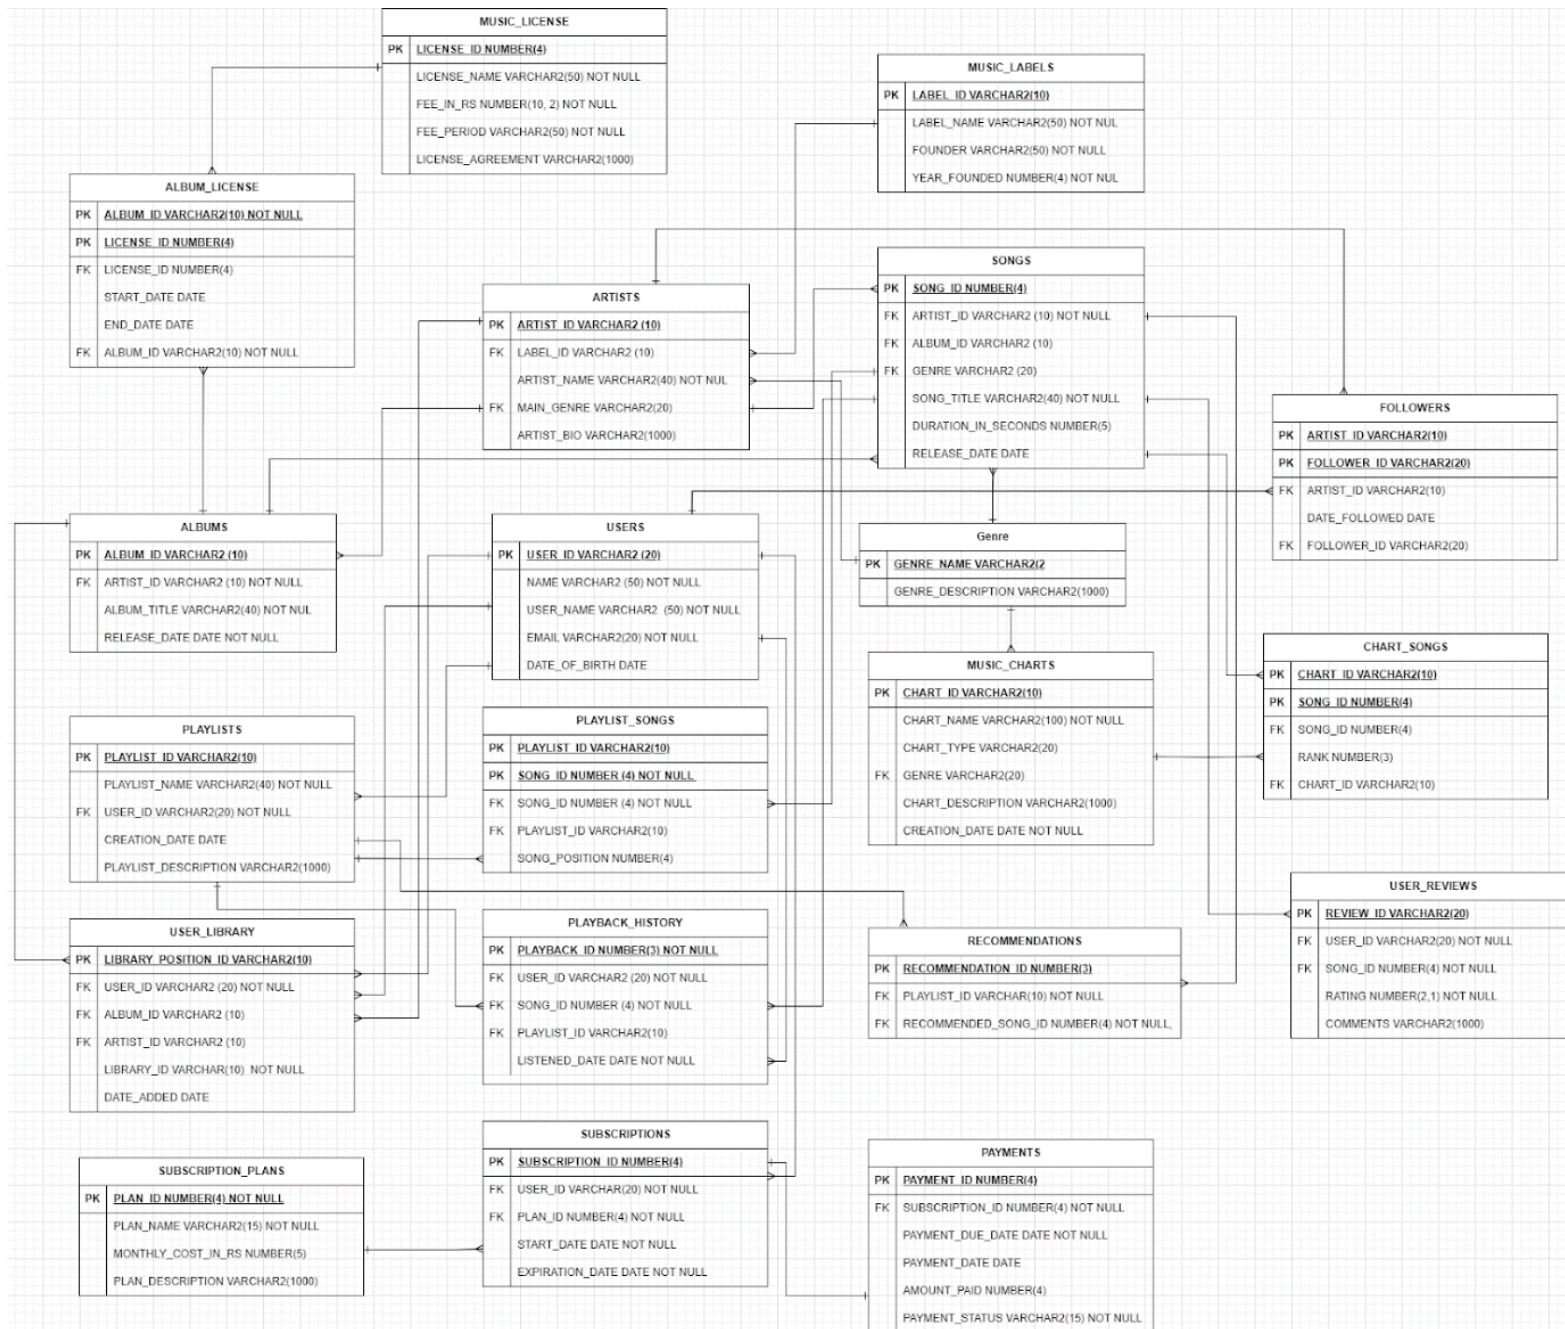 MUSIC_LICENSE
PK LICENSE_ID NUMBER(4)
LICENSE_NAME VARCHAR2(50) NOT NULL
FEE_IN_RS NUMBER(10, 2) NOT NULL
FEE_PERIOD VARCHAR2(50) NOT NULL
LICENSE_AGREEMENT VARCHAR2(1000)
MUSIC_LABELS
PK LABEL_ID VARCHAR2(10)
LABEL_NAME VARCHAR2(50) NOT NUL
FOUNDER VARCHAR2(50) NOT NULL
YEAR_FOUNDED NUMBER(4) NOT NUL
ALBUM_LICENSE
PK ALBUM_ID VARCHAR2(10) NOT NULL
PK LICENSE_ID NUMBER(4)
FK LICENSE_ID NUMBER(4)
START_DATE DATE
END_DATE DATE
FK ALBUM_ID VARCHAR2(10) NOT NULL
ARTISTS
PK ARTIST_ID VARCHAR2 (10)
FK LABEL_ID VARCHAR2 (10)
ARTIST_NAME VARCHAR2(40) NOT NUL
FK MAIN_GENRE VARCHAR2(20)
ARTIST_BIO VARCHAR2(1000)
SONGS
PK SONG_ID NUMBER(4)
FK ARTIST_ID VARCHAR2 (10) NOT NULL
FK ALBUM_ID VARCHAR2 (10)
FK GENRE VARCHAR2 (20)
SONG_TITLE VARCHAR2(40) NOT NULL
DURATION_IN_SECONDS NUMBER(5)
RELEASE_DATE DATE
FOLLOWERS
PK ARTIST_ID VARCHAR2(10)
PK FOLLOWER_ID VARCHAR2(20)
FK ARTIST_ID VARCHAR2(10)
DATE_FOLLOWED DATE
FK FOLLOWER_ID VARCHAR2(20)
ALBUMS
PK ALBUM_ID VARCHAR2 (10)
FK ARTIST_ID VARCHAR2 (10) NOT NULL
ALBUM_TITLE VARCHAR2(40) NOT NUL
RELEASE_DATE DATE NOT NULL
USERS
PK USER_ID VARCHAR2 (20)
NAME VARCHAR2 (50) NOT NULL
USER_NAME VARCHAR2 (50) NOT NULL
EMAIL VARCHAR2(20) NOT NULL
DATE_OF_BIRTH DATE
Genre
PK GENRE_NAME VARCHAR2(2
GENRE_DESCRIPTION VARCHAR2(1000)
MUSIC_CHARTS
PK CHART_ID VARCHAR2(10)
CHART_NAME VARCHAR2(100) NOT NULL
CHART_TYPE VARCHAR2(20)
FK GENRE VARCHAR2(20)
CHART_DESCRIPTION VARCHAR2(1000)
CREATION_DATE DATE NOT NULL
CHART_SONGS
PK CHART_ID VARCHAR2(10)
PK SONG_ID NUMBER(4)
FK SONG_ID NUMBER(4)
RANK NUMBER(3)
FK CHART_ID VARCHAR2(10)
PLAYLISTS
PK PLAYLIST_ID VARCHAR2(10)
PLAYLIST_NAME VARCHAR2(40) NOT NULL
FK USER_ID VARCHAR2(20) NOT NULL
CREATION_DATE DATE
PLAYLIST_DESCRIPTION VARCHAR2(1000)
PLAYLIST_SONGS
PK PLAYLIST_ID VARCHAR2(10)
PK SONG_ID NUMBER (4) NOT NULL
FK SONG_ID NUMBER (4) NOT NULL
FK PLAYLIST_ID VARCHAR2(10)
SONG_POSITION NUMBER(4)
USER_LIBRARY
PK LIBRARY_POSITION_ID VARCHAR2(10)
FK USER_ID VARCHAR2 (20) NOT NULL
FK ALBUM_ID VARCHAR2 (10)
FK ARTIST_ID VARCHAR2 (10)
LIBRARY_ID VARCHAR(10) NOT NULL
DATE_ADDED DATE
PLAYBACK_HISTORY
PK PLAYBACK_ID NUMBER(3) NOT NULL
FK USER_ID VARCHAR2 (20) NOT NULL
FK SONG_ID NUMBER (4) NOT NULL
FK PLAYLIST_ID VARCHAR2(10)
LISTENED_DATE DATE NOT NULL
RECOMMENDATIONS
PK RECOMMENDATION_ID NUMBER(3)
FK PLAYLIST_ID VARCHAR(10) NOT NULL
FK RECOMMENDED_SONG_ID NUMBER(4) NOT NULL,
USER_REVIEWS
PK REVIEW_ID VARCHAR2(20)
FK USER_ID VARCHAR2(20) NOT NULL
FK SONG_ID NUMBER(4) NOT NULL
RATING NUMBER(2,1) NOT NULL
COMMENTS VARCHAR2(1000)
SUBSCRIPTION_PLANS
PK PLAN_ID NUMBER(4) NOT NULL
PLAN_NAME VARCHAR2(15) NOT NULL
MONTHLY_COST_IN_RS NUMBER(5)
PLAN_DESCRIPTION VARCHAR2(1000)
SUBSCRIPTIONS
PK SUBSCRIPTION_ID NUMBER(4)
FK USER_ID VARCHAR(20) NOT NULL
FK PLAN_ID NUMBER(4) NOT NULL
START_DATE DATE NOT NULL
EXPIRATION_DATE DATE NOT NULL
PAYMENTS
PK PAYMENT_ID NUMBER(4)
FK SUBSCRIPTION_ID NUMBER(4) NOT NULL
PAYMENT_DUE_DATE DATE NOT NULL
PAYMENT_DATE DATE
AMOUNT_PAID NUMBER(4)
PAYMENT_STATUS VARCHAR2(15) NOT NULL